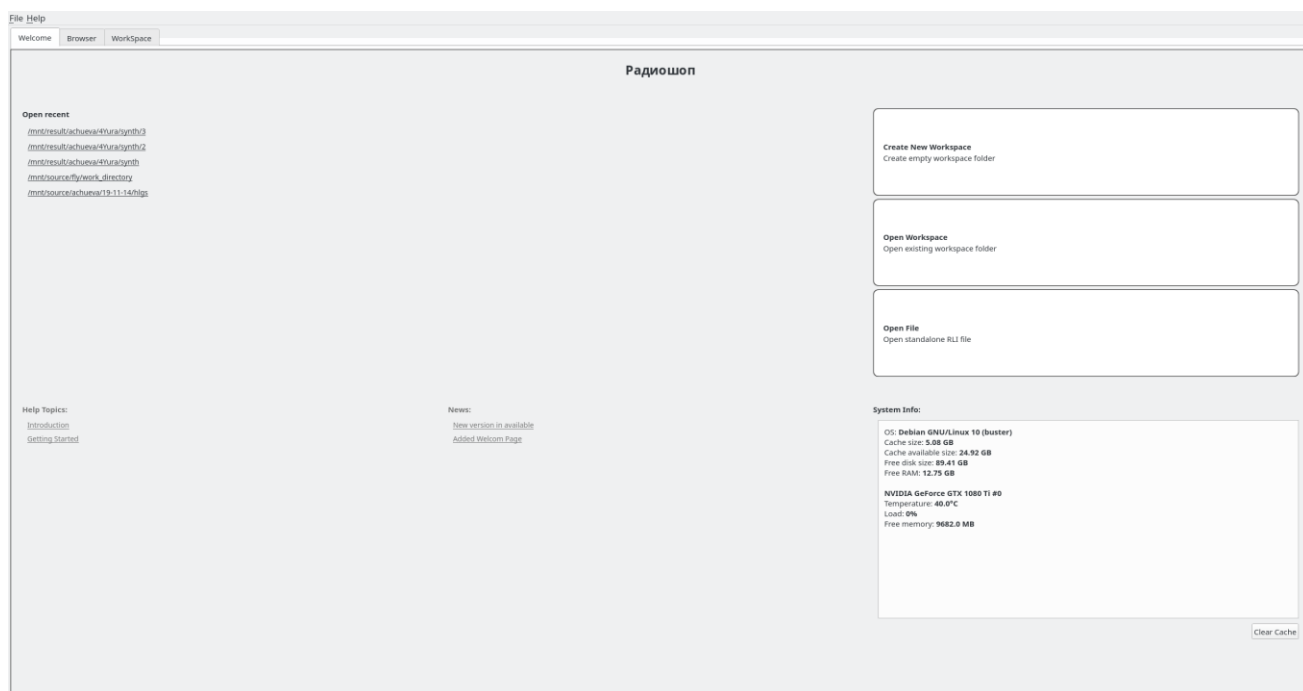 File Help
Welcome Browser WorkSpace
Радиошоп
Open recent
/mnt/result/achueva/4Yura/synth/3
/mnt/result/achueva/4Yura/synth/2
/mnt/result/achueva/4Yura/synth
/mnt/source/fly/work_directory
/mnt/source/achueva/19-11-14/hlgs
Create New Workspace
Create empty workspace folder
Open Workspace
Open existing workspace folder
Open File
Open standalone RLI file
Help Topics:
Introduction
Getting Started
News:
New version in available
Added Welcom Page
System Info:
OS: Debian GNU/Linux 10 (buster)
Cache size: 5.08 GB
Cache available size: 24.92 GB
Free disk size: 89.41 GB
Free RAM: 12.75 GB
NVIDIA GeForce GTX 1080 Ti #0
Temperature: 40.0°C
Load: 0%
Free memory: 9682.0 MB
Clear Cache